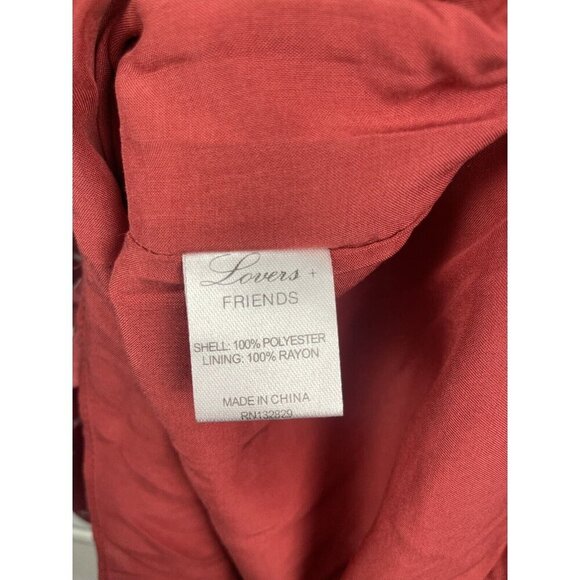 Lovers +
FRIENDS
SHELL: 100% POLYESTER
LINING: 100% RAYON
MADE IN CHINA
RN132829